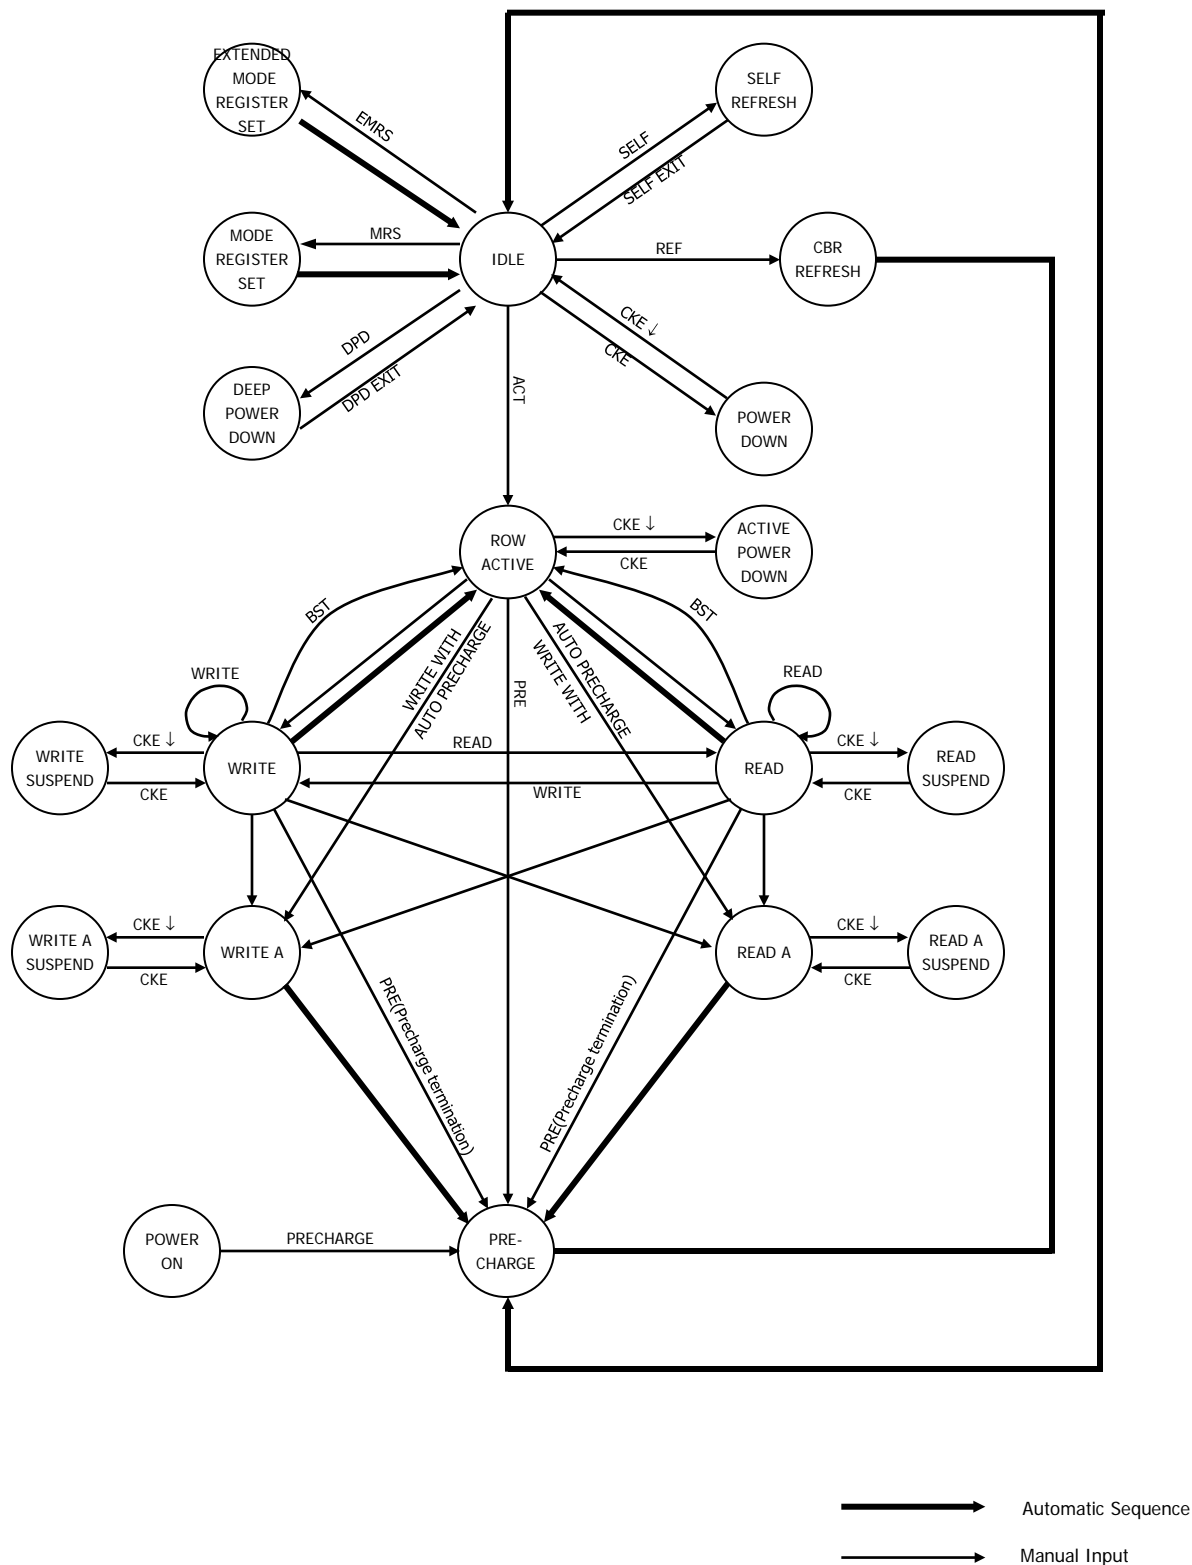 EXTENDED
MODE
REGISTER
SET
SELF
REFRESH
EMRS
SELF
SELF EXIT
MODE
REGISTER
SET
MRS
IDLE
REF
CBR
REFRESH
DPD
DPD EXIT
CKE ↓
CKE
DEEP
POWER
DOWN
ACT
POWER
DOWN
ROW
ACTIVE
CKE ↓
CKE
ACTIVE
POWER
DOWN
BST
BST
WRITE WITH
AUTO PRECHARGE
PRE
AUTO PRECHARGE
WRITE WITH
WRITE
READ
WRITE
SUSPEND
CKE ↓
CKE
WRITE
READ
WRITE
READ
CKE ↓
CKE
READ
SUSPEND
WRITE A
SUSPEND
CKE ↓
CKE
WRITE A
READ A
CKE ↓
CKE
READ A
SUSPEND
PRE(Precharge termination)
PRE(Precharge termination)
POWER
ON
PRECHARGE
PRE-
CHARGE
Automatic Sequence
Manual Input